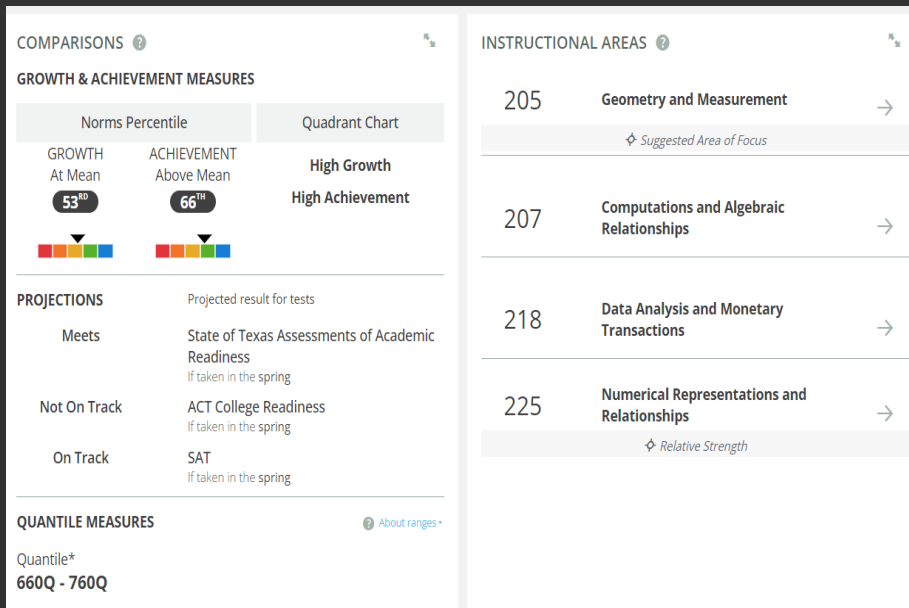 COMPARISONS ?
GROWTH & ACHIEVEMENT MEASURES
Norms Percentile
Quadrant Chart
GROWTH
At Mean
53RD
ACHIEVEMENT
Above Mean
66TH
High Growth
High Achievement
PROJECTIONS
Projected result for tests
Meets
State of Texas Assessments of Academic
Readiness
If taken in the spring
Not On Track
ACT College Readiness
If taken in the spring
On Track
SAT
If taken in the spring
QUANTILE MEASURES
? About ranges
Quantile*
660Q - 760Q
INSTRUCTIONAL AREAS ?
205
Geometry and Measurement
Suggested Area of Focus
207
Computations and Algebraic
Relationships
218
Data Analysis and Monetary
Transactions
225
Numerical Representations and
Relationships
Relative Strength